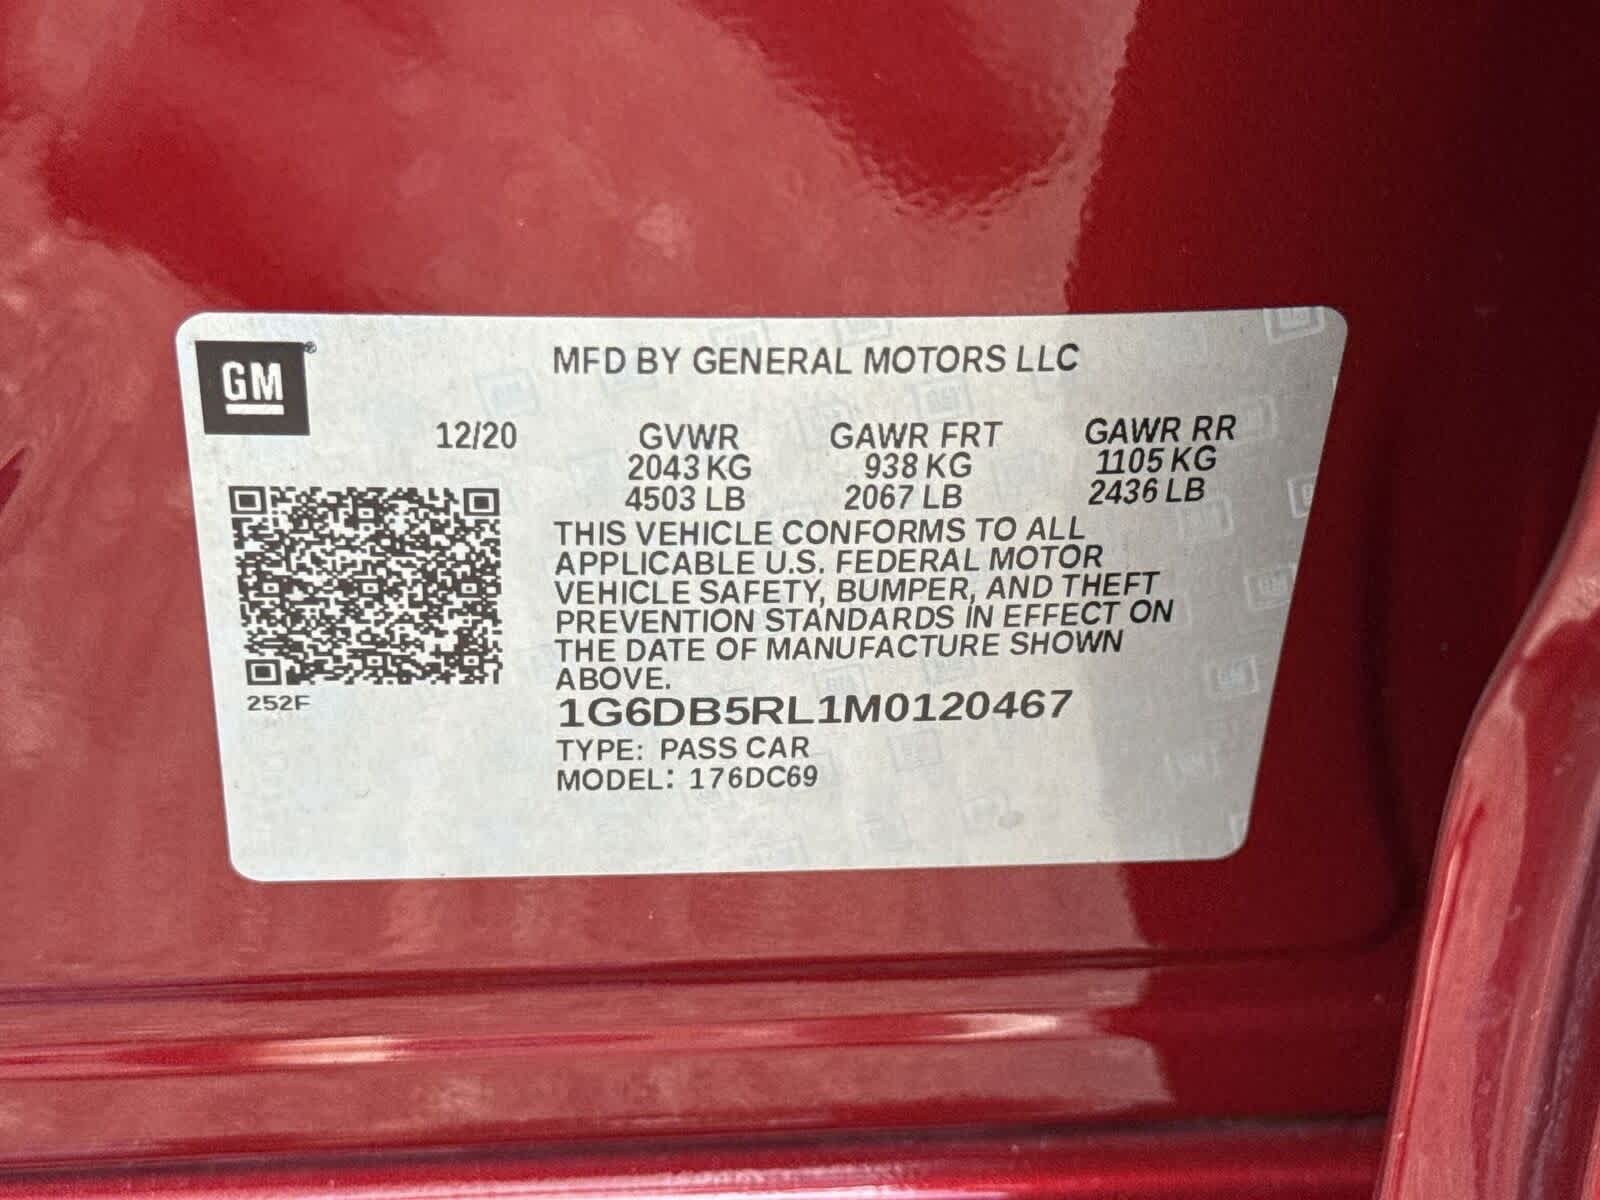 GM
MFD BY GENERAL MOTORS LLC
12/20 GVWR GAWR FRT GAWR RR
2043 KG 938 KG 1105 KG
4503 LB 2067 LB 2436 LB
THIS VEHICLE CONFORMS TO ALL
APPLICABLE U.S. FEDERAL MOTOR
VEHICLE SAFETY, BUMPER, AND THEFT
PREVENTION STANDARDS IN EFFECT ON
THE DATE OF MANUFACTURE SHOWN
ABOVE.
252F
1G6DB5RL1M0120467
TYPE: PASS CAR
MODEL: 176DC69